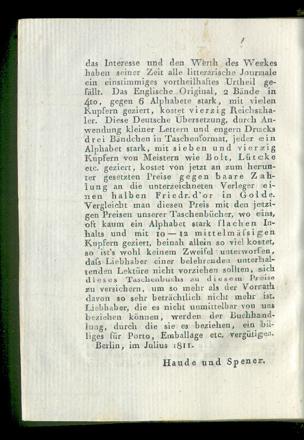 das Interesse und den Werth des Werkes
haben seiner Zeit alle litterarische Journale
ein einstimmiges vortheilhaftes Urtheil ge-
fällt. Das Englische Original, 2 Bände in
4to, gegen 6 Alphabete stark, mit vielen
Kupfern geziert, kostet vierzig Reichstha-
ler. Diese Deutsche Übersetzung, durch An-
wendung kleiner Lettern und engern Drucks
drei Bändchen in Taschenformat, jeder ein
Alphabet stark, mit sieben und vierzig
Kupfern von Meistern wie Bolt, Lütcke
etc. geziert, kostet von jetzt an zum herun-
ter gesetzten Preise gegen baare Zah-
lung an die unterzeichneten Verleger ei-
nen halben Friedr.d'or in Golde.
Vergleicht man diesen Preis mit den jetzi-
gen Preisen unserer Taschenbücher, wo eins,
oft kaum ein Alphabet stark flachen In-
halts und mit 10—12 mittelmäſsigen
Kupfern geziert, beinah allein so viel kostet,
so ist's wohl keinem Zweifel unterworfen,
daſs Liebhaber einer belehrenden unterhal-
tenden Lektüre nicht vorziehen sollten, sich
dieses Taschenbuchs zu diesem Preise
zu versichern, um so mehr als der Vorrath
davon so sehr beträchtlich nicht mehr ist.
Liebhaber, die es nicht unmittelbar von uns
beziehen können, werden der Buchhand-
lung, durch die sie es beziehen, ein bil-
liges für Porto, Emballage etc. vergütigen.
Berlin, im Julius 1811.
Haude und Spener.